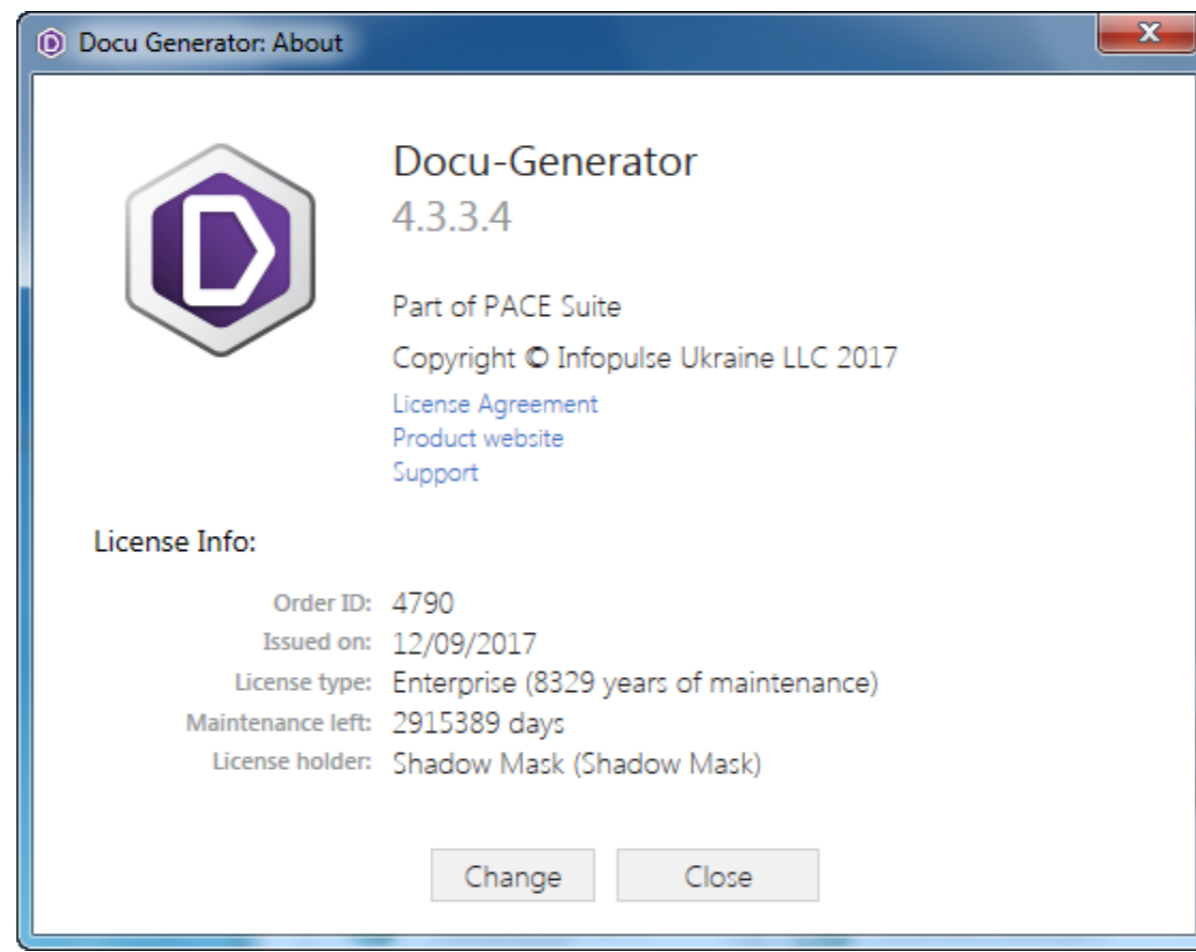 Docu Generator: About
Docu-Generator
4.3.3.4
Part of PACE Suite
Copyright © Infopulse Ukraine LLC 2017
License Agreement
Product website
Support
License Info:
Order ID: 4790
Issued on: 12/09/2017
License type: Enterprise (8329 years of maintenance)
Maintenance left: 2915389 days
License holder: Shadow Mask (Shadow Mask)
Change Close